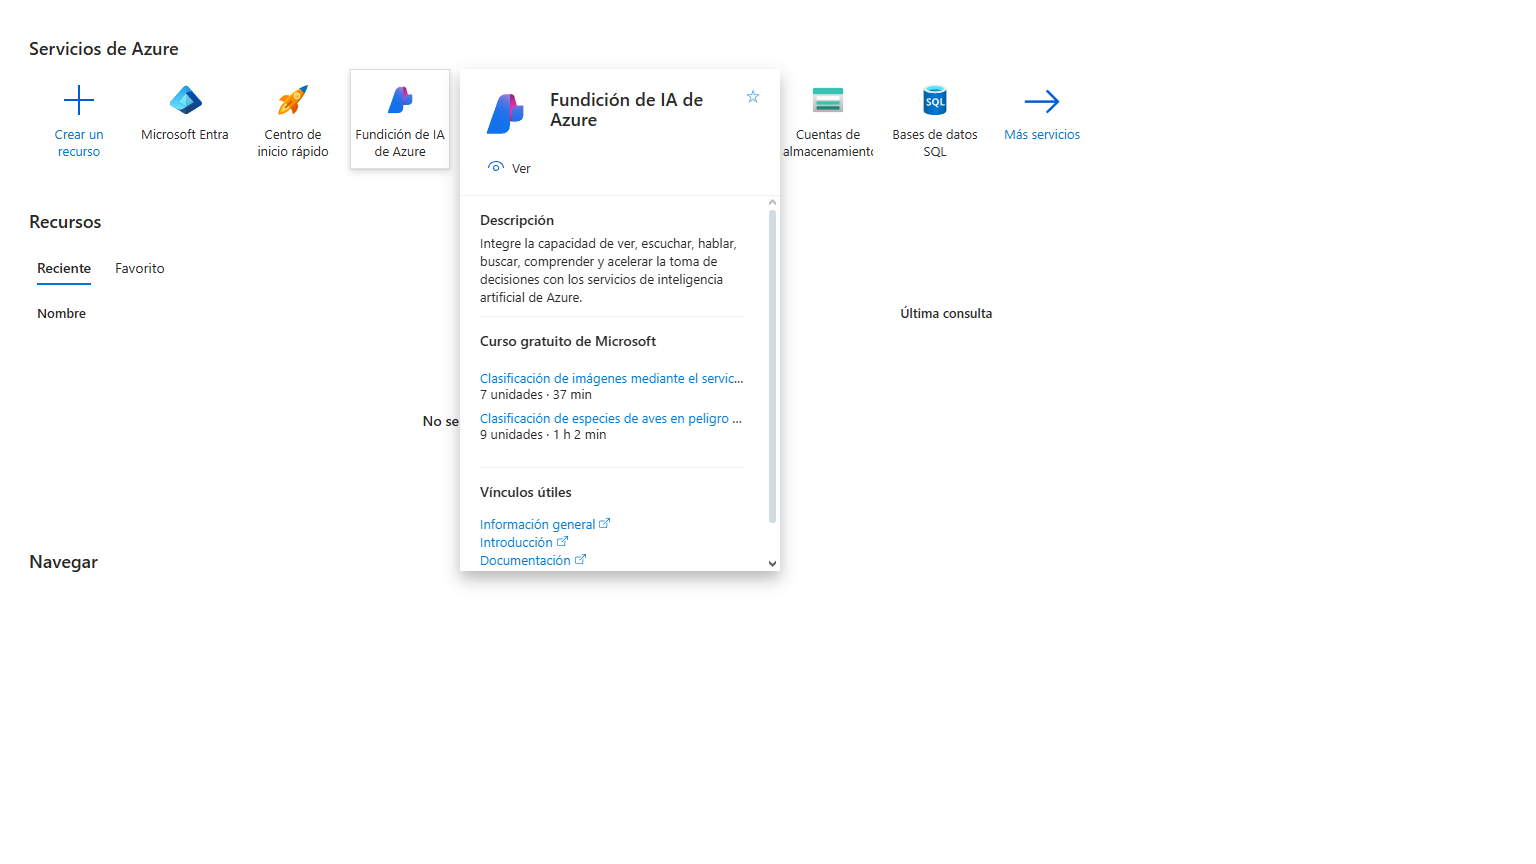 Servicios de Azure
Crear un
recurso
Microsoft Entra
Centro de
inicio rápido
Fundición de IA
de Azure
Fundición de IA de
Azure
Ver
Descripción
Integre la capacidad de ver, escuchar, hablar,
buscar, comprender y acelerar la toma de
decisiones con los servicios de inteligencia
artificial de Azure.
Curso gratuito de Microsoft
Clasificación de imágenes mediante el servic...
7 unidades · 37 min
Clasificación de especies de aves en peligro ...
9 unidades · 1 h 2 min
Vínculos útiles
Información general
Introducción
Documentación
Cuentas de
almacenamiento
SQL
Bases de datos
SQL
Más servicios
Recursos
Reciente
Favorito
Nombre
Última consulta
No se
Navegar